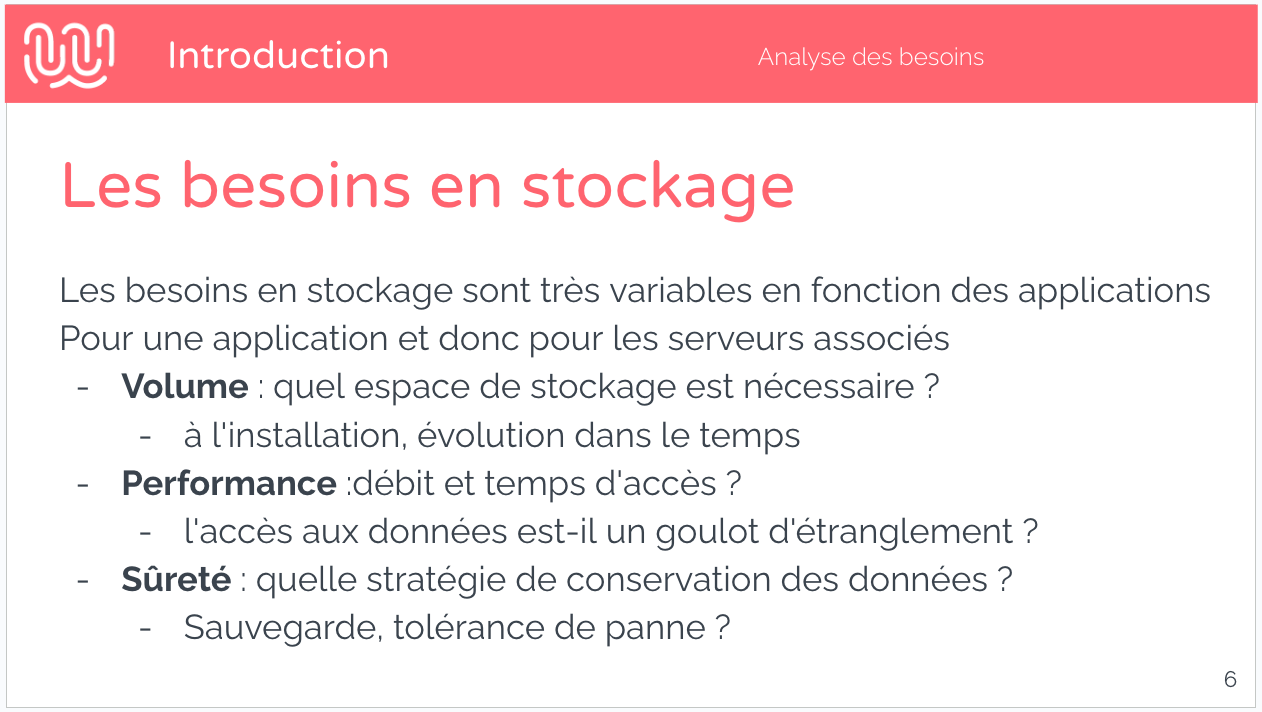 Introduction
Analyse des besoins
Les besoins en stockage
Les besoins en stockage sont très variables en fonction des applications
Pour une application et donc pour les serveurs associés
- Volume : quel espace de stockage est nécessaire ?
- à l'installation, évolution dans le temps
- Performance :débit et temps d'accès ?
- l'accès aux données est-il un goulot d'étranglement ?
- Sûreté : quelle stratégie de conservation des données ?
- Sauvegarde, tolérance de panne ?
6